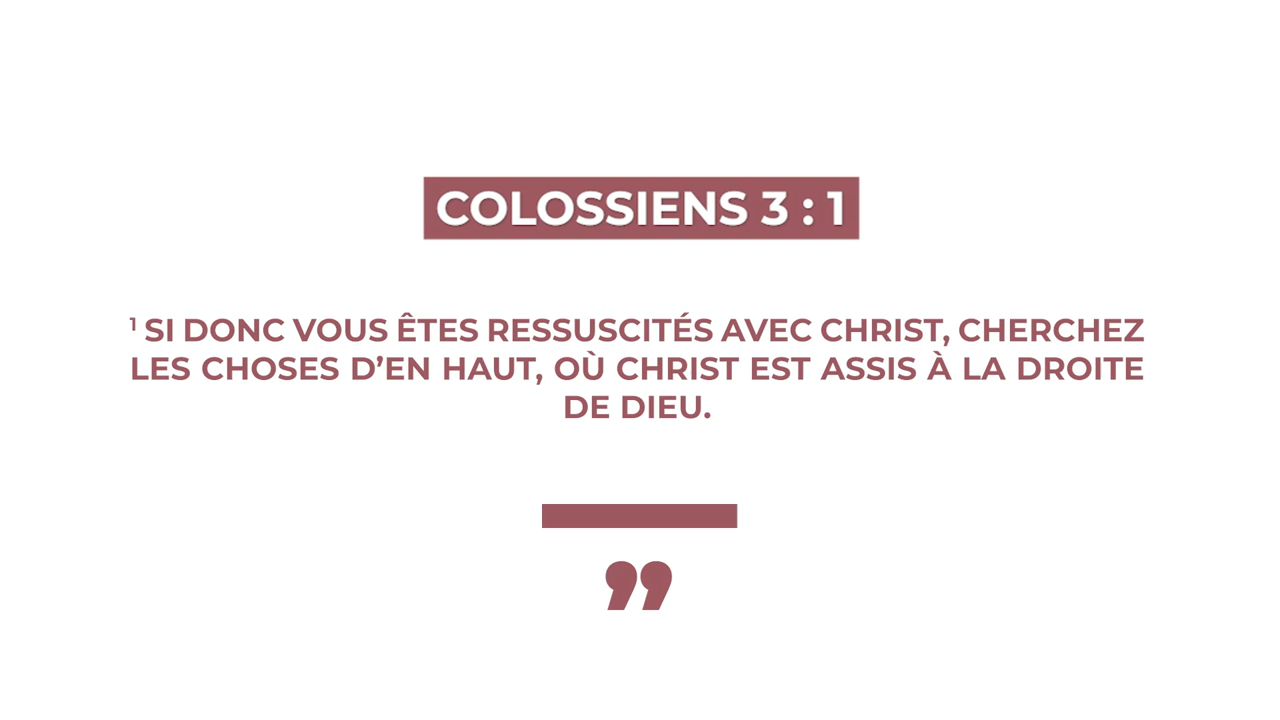 COLOSSIENS 3 : 1
¹ SI DONC VOUS ÊTES RESSUSCITÉS AVEC CHRIST, CHERCHEZ
LES CHOSES D’EN HAUT, OÙ CHRIST EST ASSIS À LA DROITE
DE DIEU.
”